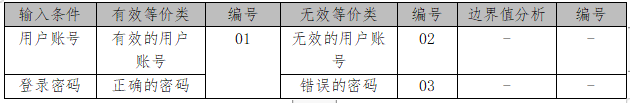 输入条件 有效等价类 编号 无效等价类 编号 边界值分析 编号
用户账号 有效的用户账号 01 无效的用户账号 02 － －
登录密码 正确的密码 错误的密码 03 － －